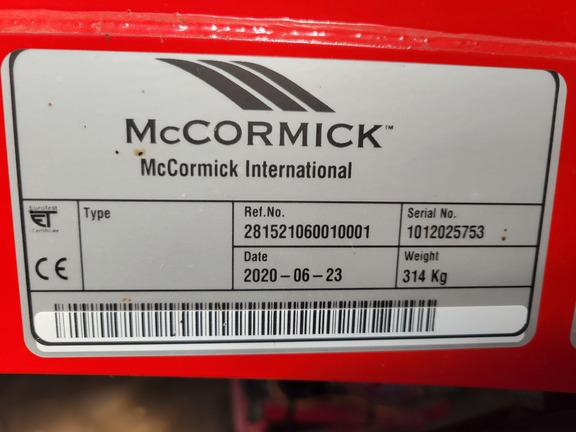 McCORMICK™
McCormick International
EuroTest
ET
Certificate
CE
Type
Ref.No.
281521060010001
Serial No.
1012025753
Date
2020-06-23
Weight
314 Kg